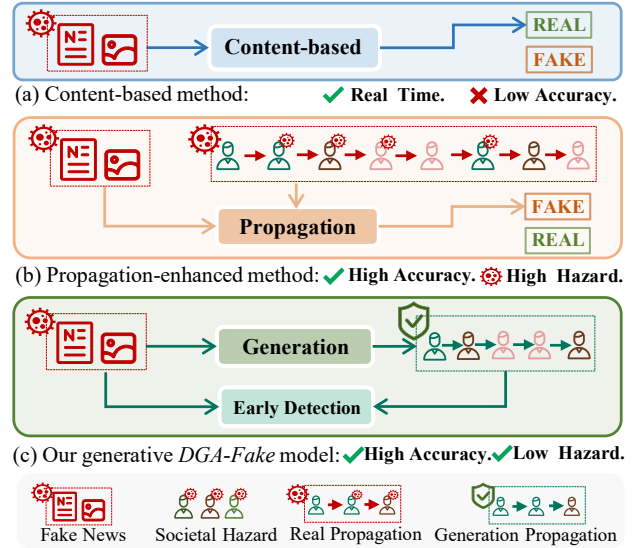 N
Content-based
REAL
FAKE
(a) Content-based method: Real Time. Low Accuracy.
N
Propagation
FAKE
REAL
(b) Propagation-enhanced method: High Accuracy. High Hazard.
N
Generation
Early Detection
(c) Our generative DGA-Fake model: High Accuracy. Low Hazard.
N
Fake News Societal Hazard Real Propagation Generation Propagation